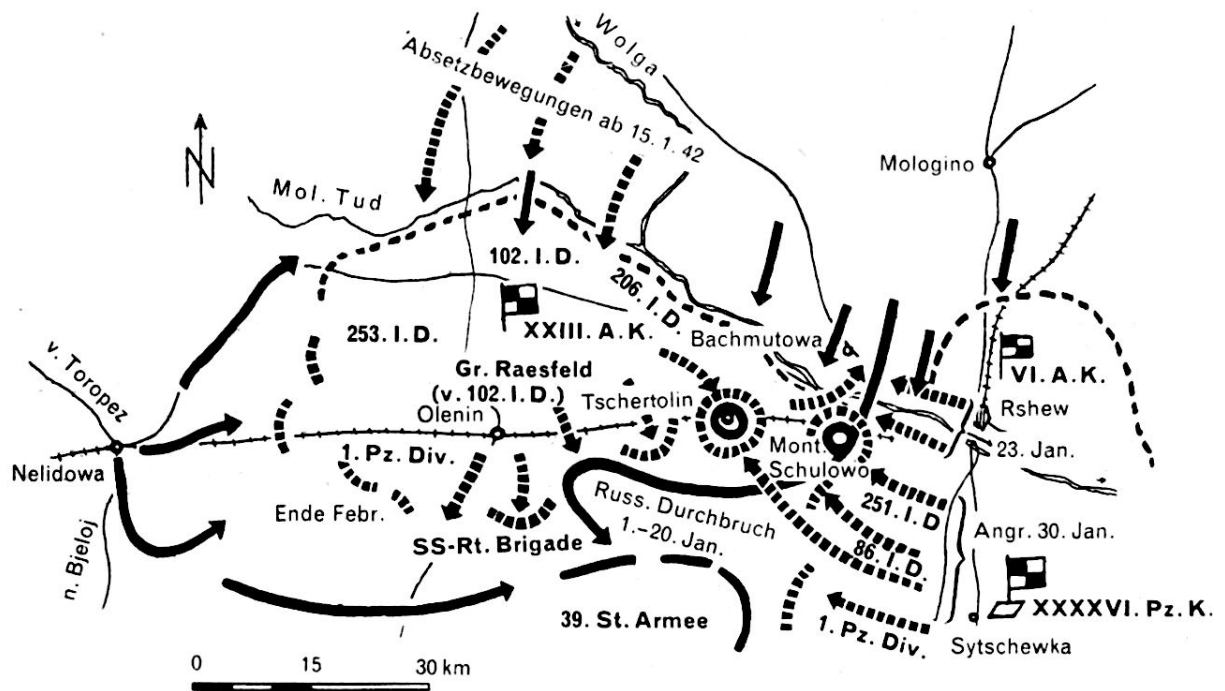 Wolga
Absetzbewegungen ab 15.1.42
N
Mologino
Mol. Tud
102. I.D.
206. I.D.
XXIII. A.K.
253. I.D.
Bachmutowa
VI. A.K.
v. Toropez
Gr. Raesfeld
(v. 102. I.D.)
Tschertolin
Rshew
Olenin
23. Jan.
Nelidowa
1. Pz. Div.
Mont.
Schulowo
Russ. Durchbruch
1.–20. Jan.
251. I.D
Ende Febr.
Angr. 30. Jan.
SS-Rt. Brigade
86. I.D.
n. Bjeloj
39. St. Armee
XXXXVI. Pz. K.
1. Pz. Div.
Sytschewka
0 15 30 km